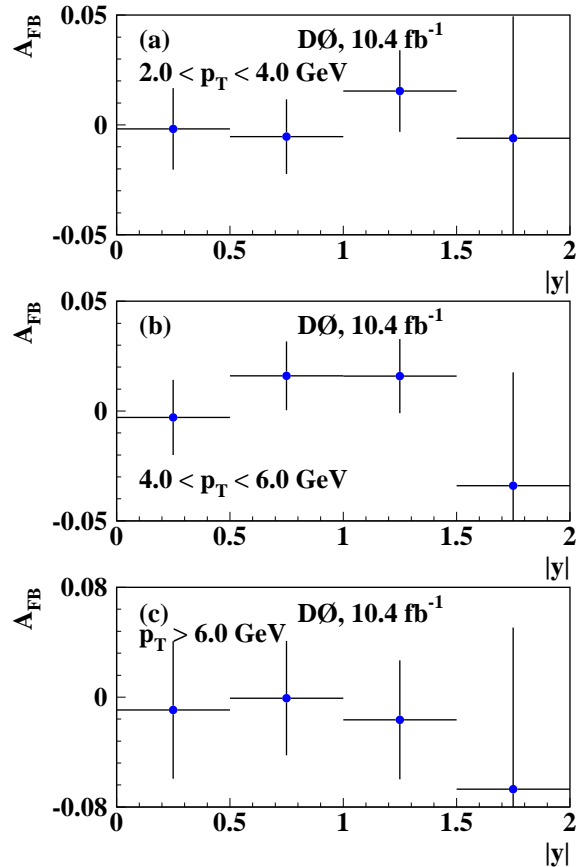 A_FB
0.05
(a) DØ, 10.4 fb⁻¹
2.0 < p_T < 4.0 GeV
0
-0.05
0 0.5 1 1.5 2
|y|
A_FB
0.05
(b) DØ, 10.4 fb⁻¹
0
4.0 < p_T < 6.0 GeV
-0.05
0 0.5 1 1.5 2
|y|
A_FB
0.08
(c) DØ, 10.4 fb⁻¹
p_T > 6.0 GeV
0
-0.08
0 0.5 1 1.5 2
|y|